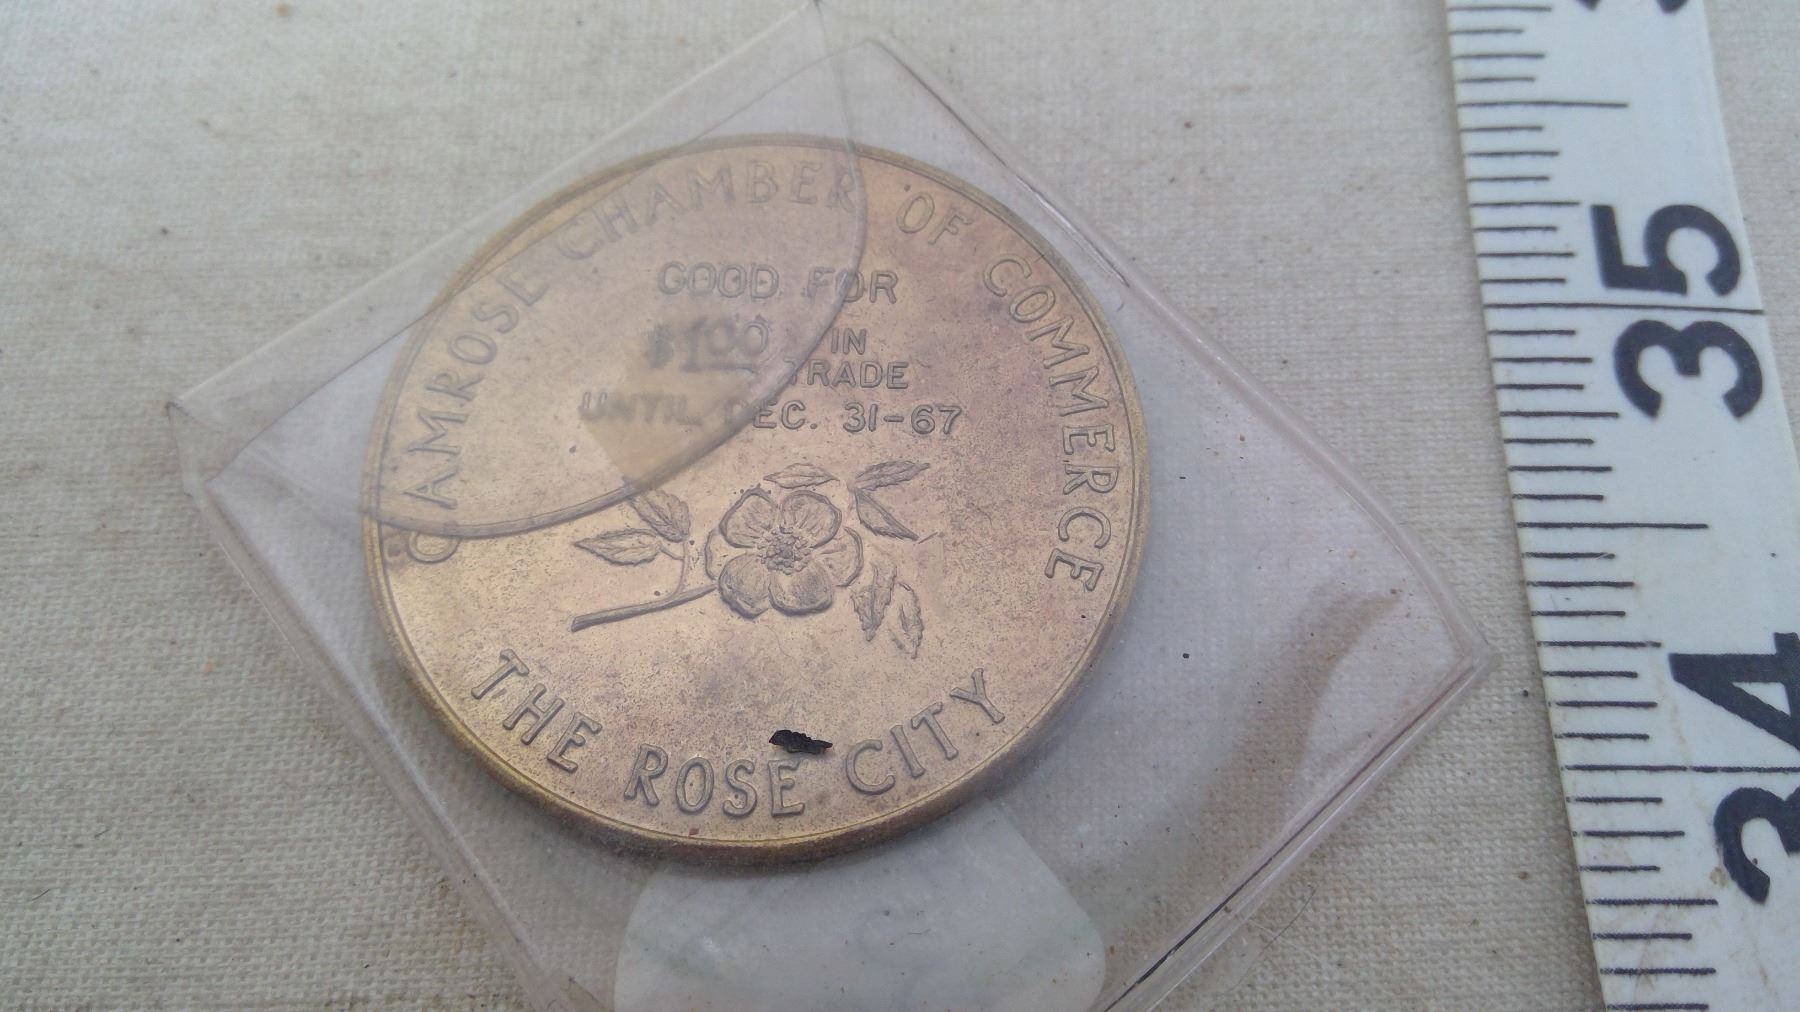 CAMROSE CHAMBER OF COMMERCE
GOOD FOR
$1.00 IN
TRADE
UNTIL DEC. 31-67
THE ROSE CITY
35
34